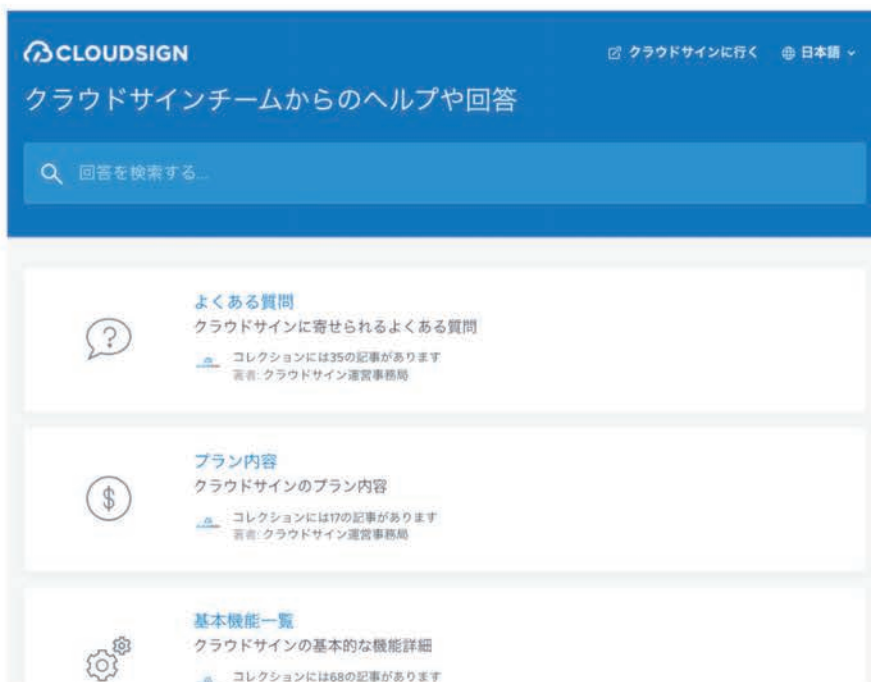 CLOUDSIGN
クラウドサインに行く 日本語
クラウドサインチームからのヘルプや回答
回答を検索する...
よくある質問
クラウドサインに寄せられるよくある質問
コレクションには35の記事があります
著者: クラウドサイン運営事務局
プラン内容
クラウドサインのプラン内容
コレクションには17の記事があります
著者: クラウドサイン運営事務局
基本機能一覧
クラウドサインの基本的な機能詳細
コレクションには68の記事があります